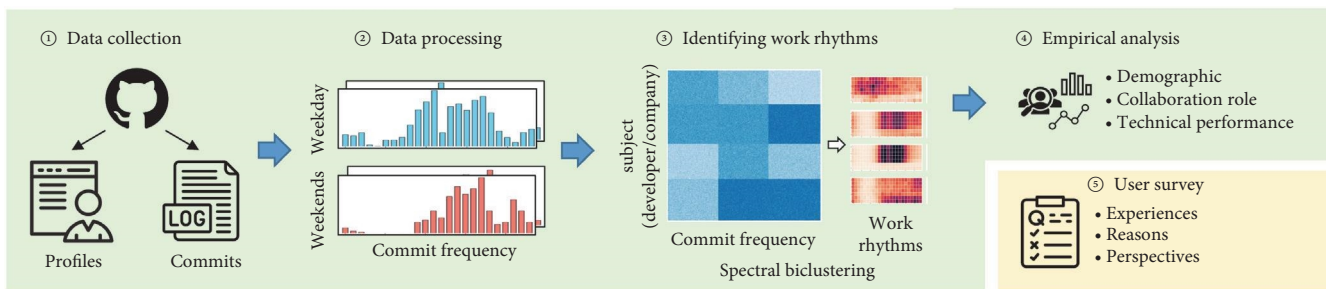 ① Data collection
Profiles
Commits
LOG
② Data processing
Weekday
Weekends
Commit frequency
③ Identifying work rhythms
subject
(developer/company)
Commit frequency
Work
rhythms
Spectral biclustering
④ Empirical analysis
• Demographic
• Collaboration role
• Technical performance
⑤ User survey
Q
• Experiences
• Reasons
• Perspectives